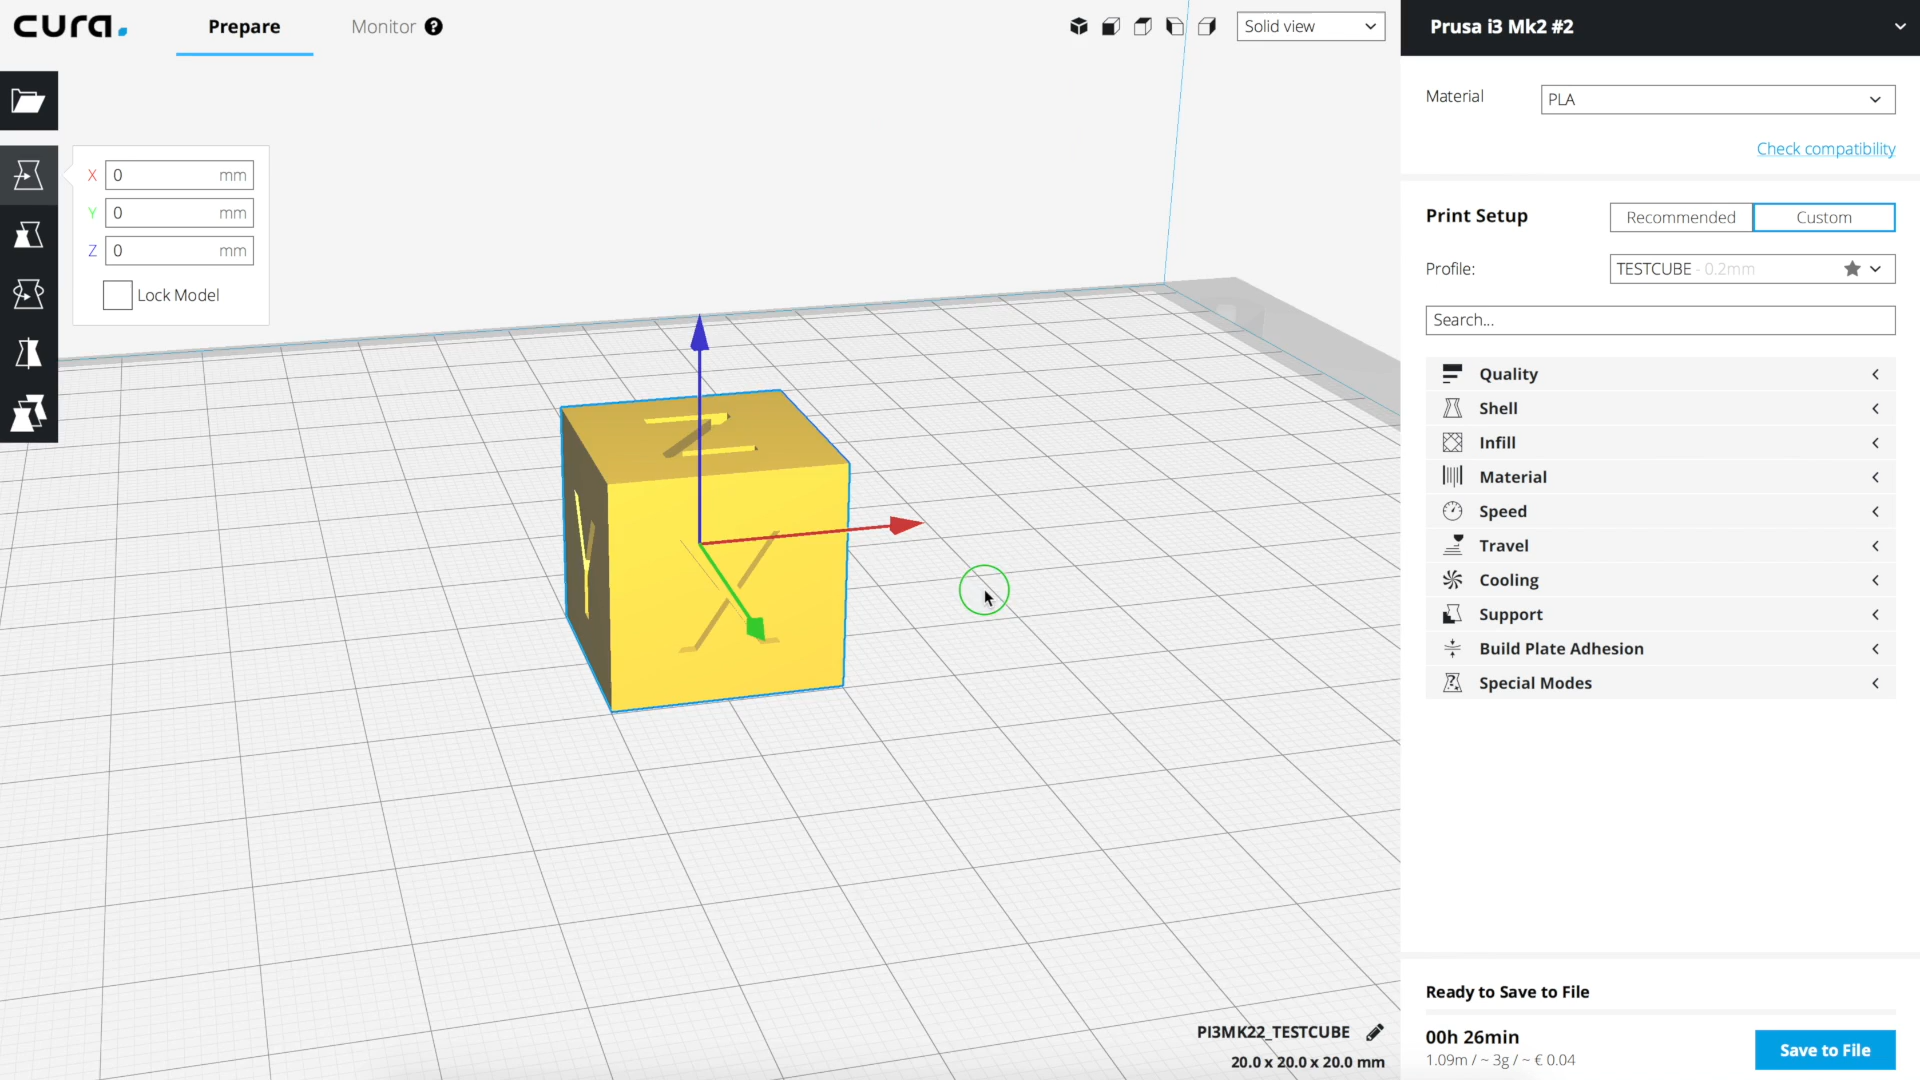 cura.
Prepare
Monitor ?
Solid view
Prusa i3 Mk2 #2
Material
PLA
Check compatibility
X 0 mm
Y 0 mm
Z 0 mm
Lock Model
Print Setup
Recommended
Custom
Profile:
TESTCUBE - 0.2mm
Search...
Quality
Shell
Infill
Material
Speed
Travel
Cooling
Support
Build Plate Adhesion
Special Modes
Z
Y
X
PI3MK22_TESTCUBE
20.0 x 20.0 x 20.0 mm
Ready to Save to File
00h 26min
1.09m / ~ 3g / ~ € 0.04
Save to File